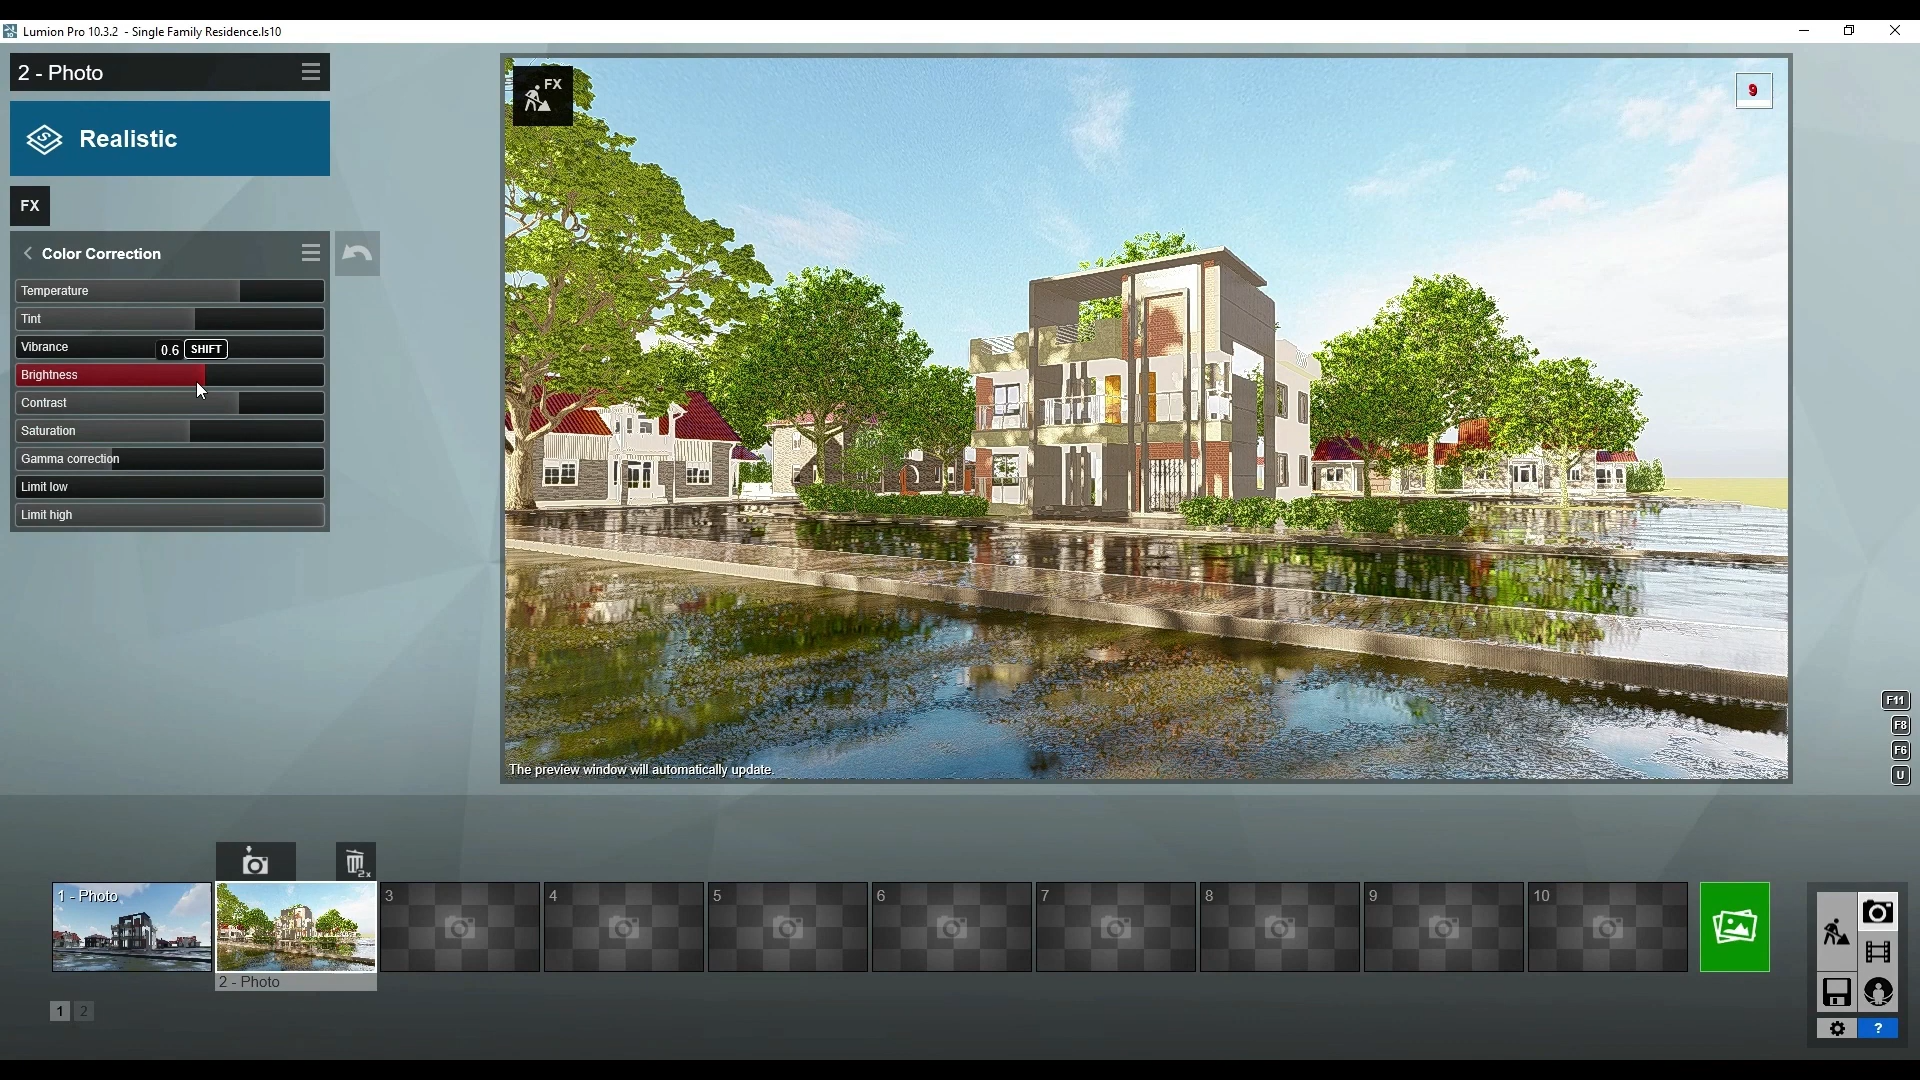 Lumion Pro 10.3.2 - Single Family Residence.ls10
2 - Photo
Realistic
FX
Color Correction
Temperature
Tint
Vibrance
0.6 SHIFT
Brightness
Contrast
Saturation
Gamma correction
Limit low
Limit high
FX
9
The preview window will automatically update.
F11
F8
F6
U
2x
1 - Photo
3
4
5
6
7
8
9
10
2 - Photo
1 2
?